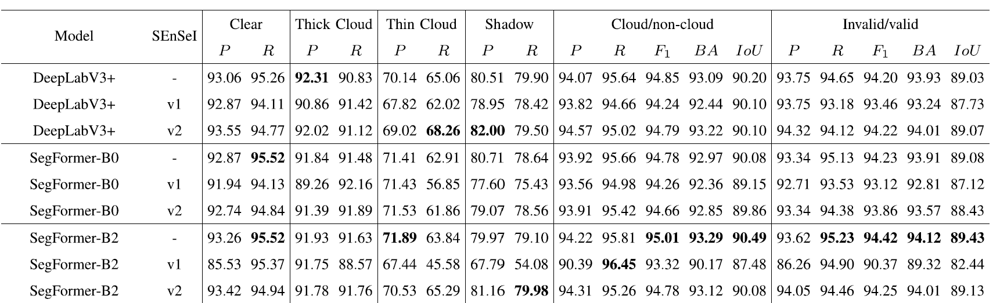 Model SEnSeI Clear Thick Cloud Thin Cloud Shadow Cloud/non-cloud Invalid/valid
P R P R P R P R P R F1 BA IoU P R F1 BA IoU
DeepLabV3+ - 93.06 95.26 92.31 90.83 70.14 65.06 80.51 79.90 94.07 95.64 94.85 93.09 90.20 93.75 94.65 94.20 93.93 89.03
DeepLabV3+ v1 92.87 94.11 90.86 91.42 67.82 62.02 78.95 78.42 93.82 94.66 94.24 92.44 90.10 93.75 93.18 93.46 93.24 87.73
DeepLabV3+ v2 93.55 94.77 92.02 91.12 69.02 68.26 82.00 79.50 94.57 95.02 94.79 93.22 90.10 94.32 94.12 94.22 94.01 89.07
SegFormer-B0 - 92.87 95.52 91.84 91.48 71.41 62.91 80.71 78.64 93.92 95.66 94.78 92.97 90.08 93.34 95.13 94.23 93.91 89.08
SegFormer-B0 v1 91.94 94.13 89.26 92.16 71.43 56.85 77.60 75.43 93.56 94.98 94.26 92.36 89.15 92.71 93.53 93.12 92.81 87.12
SegFormer-B0 v2 92.74 94.84 91.39 91.89 71.53 61.86 79.07 78.56 93.91 95.42 94.66 92.85 89.86 93.34 94.38 93.86 93.57 88.43
SegFormer-B2 - 93.26 95.52 91.93 91.63 71.89 63.84 79.97 79.10 94.22 95.81 95.01 93.29 90.49 93.62 95.23 94.42 94.12 89.43
SegFormer-B2 v1 85.53 95.37 91.75 88.57 67.44 45.58 67.79 54.08 90.39 96.45 93.32 90.17 87.48 86.26 94.90 90.37 89.32 82.44
SegFormer-B2 v2 93.42 94.94 91.78 91.76 70.53 65.29 81.16 79.98 94.31 95.26 94.78 93.12 90.08 94.05 94.46 94.25 94.01 89.13